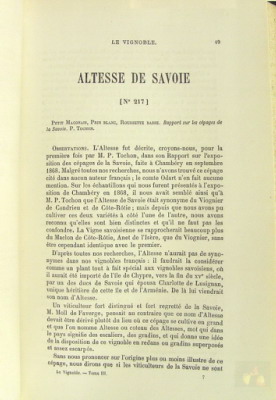 LE VIGNOBLE.
ALTESSE DE SAVOIE
[N° 217]
PETIT MACONAIS, PRIN BLANC, ROUSSETTE HAUTE. Rapport sur les cépages de
la Savoie, P. TOCHON.
OBSERVATIONS. L'Altesse fut décrite, croyons-nous, pour la
première fois par M. P. Tochon, dans son Rapport sur l'expo-
sition des cépages de la Savoie, faite à Chambéry en septembre
1868. Malgré toutes nos recherches, nous n'avons trouvé ce cépage
cité dans aucun auteur français ; le comte Odart n'en fait aucune
mention. Sur les échantillons qui nous furent présentés à l'expo-
sition de Chambéry en 1868, il nous avait semblé ainsi qu'à
M. P. Tochon que l'Altesse de Savoie était synonyme du Viognier
de Condrieu et de Côte-Rôtie ; mais depuis que nous avons pu
cultiver ces deux variétés à côté l'une de l'autre, nous avons
reconnu qu'elles sont bien distinctes et qu'il ne faut pas les
confondre. La Vigne savoisienne se rapprocherait beaucoup plus
du Maclon de Côte-Rôtie, Anet de l'Isère, que du Viognier, sans
être cependant identique avec le premier.
D'après toutes nos recherches, l'Altesse n'aurait pas de syno-
nymes dans nos vignobles français : il faudrait la considérer
comme un plant tout à fait spécial aux vignobles savoisiens, où
il aurait été importé de l'île de Chypre, vers la fin du XVe siècle,
par un des ducs de Savoie qui épousa Charlotte de Lusignan,
unique héritière de cette île et de l'Arménie. De là lui viendrait
son nom d'Altesse.
Un viticulteur fort distingué et fort regretté de la Savoie,
M. Moll de Faverge, pensait au contraire que ce nom d'Altesse
devait être dérivé plutôt du lieu où ce cépage se cultive en grand
et que l'on nomme Altesse ou coteau des Altesses, mot qui dans
le pays signifie des escaliers, des gradins, et qui donne une idée
de la disposition de ce vignoble en redans ou gradins superposés
et assez escarpés.
Sans nous prononcer sur l'origine plus ou moins illustre de ce
cépage, nous dirons que si les viticulteurs de la Savoie ne sont
Le Vignoble. — Tome III. 7